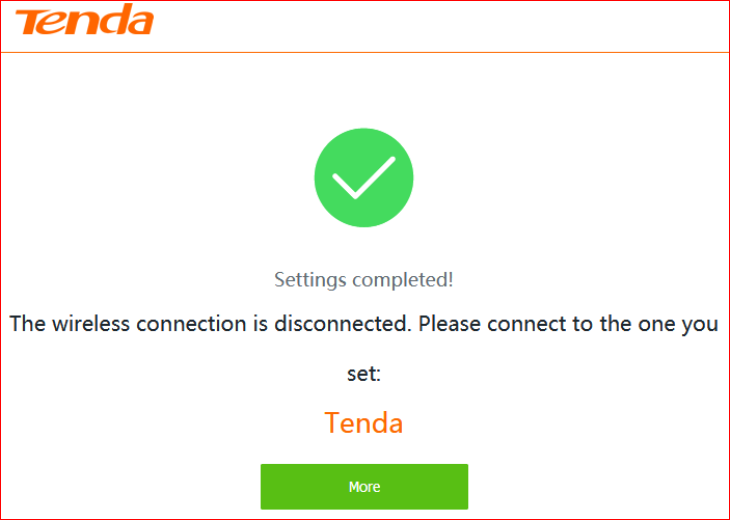 Tenda
Settings completed!
The wireless connection is disconnected. Please connect to the one you
set:
Tenda
More